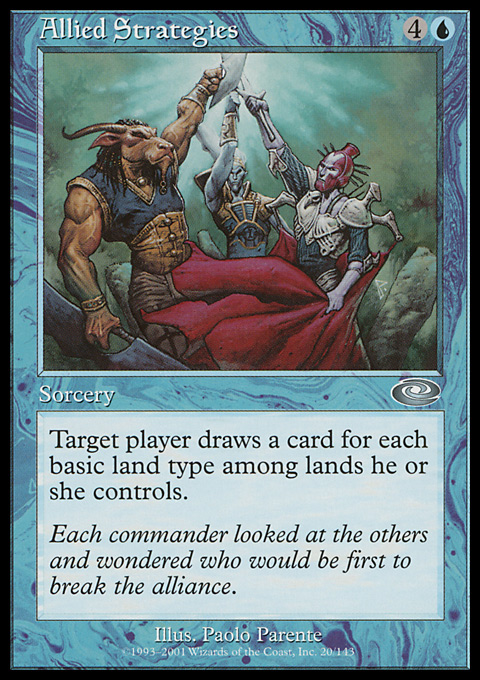 Allied Strategies 4
Sorcery
Target player draws a card for each
basic land type among lands he or
she controls.
Each commander looked at the others
and wondered who would be first to
break the alliance.
Illus. Paolo Parente
©1993–2001 Wizards of the Coast, Inc. 20/143